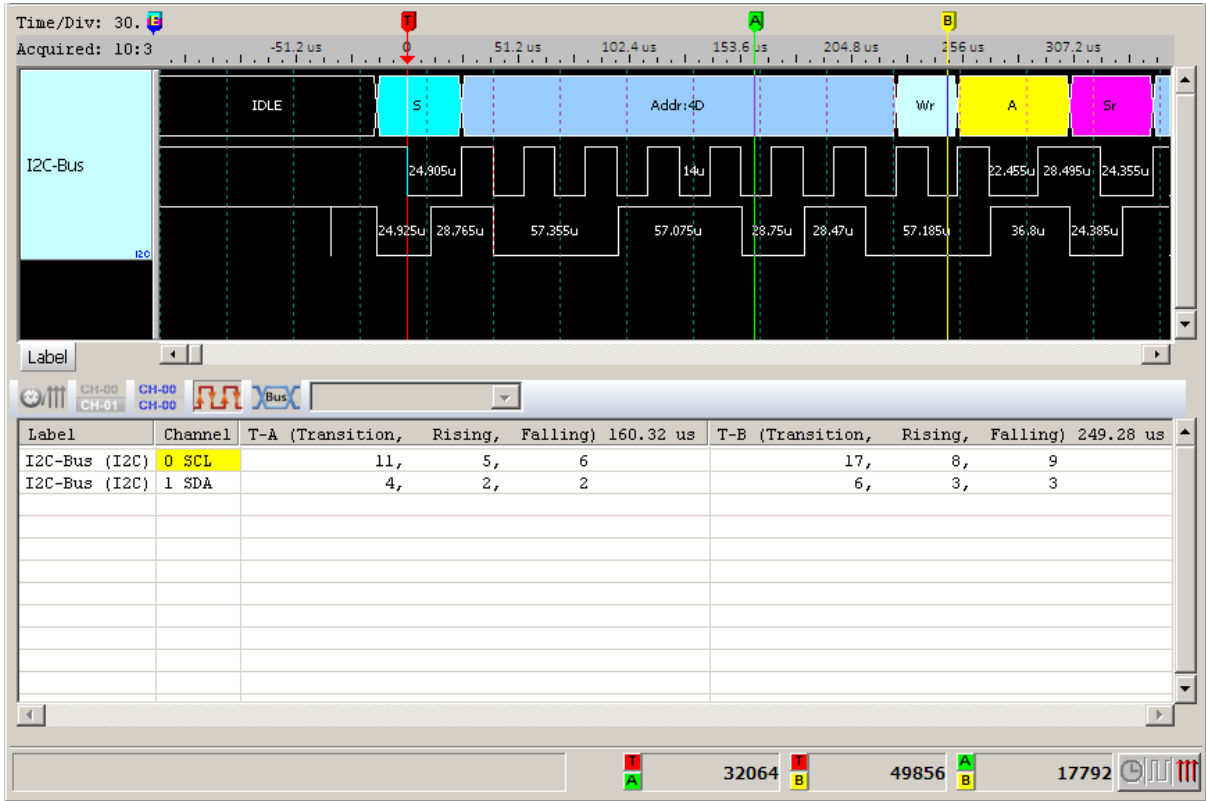 Time/Div: 30.
T A B
Acquired: 10:3 -51.2 us 0 51.2 us 102.4 us 153.6 us 204.8 us 256 us 307.2 us
IDLE S Addr:4D Wr A Sr
I2C-Bus
24.905u 14u 22.455u 28.495u 24.355u
24.925u 28.765u 57.355u 57.075u 28.75u 28.47u 57.185u 36.8u 24.385u
I2C
Label
CH-00 CH-00 Bus
CH-01 CH-00
Label Channel T-A (Transition, Rising, Falling) 160.32 us T-B (Transition, Rising, Falling) 249.28 us
I2C-Bus (I2C) 0 SCL 11, 5, 6 17, 8, 9
I2C-Bus (I2C) 1 SDA 4, 2, 2 6, 3, 3
T A 32064 T B 49856 A B 17792